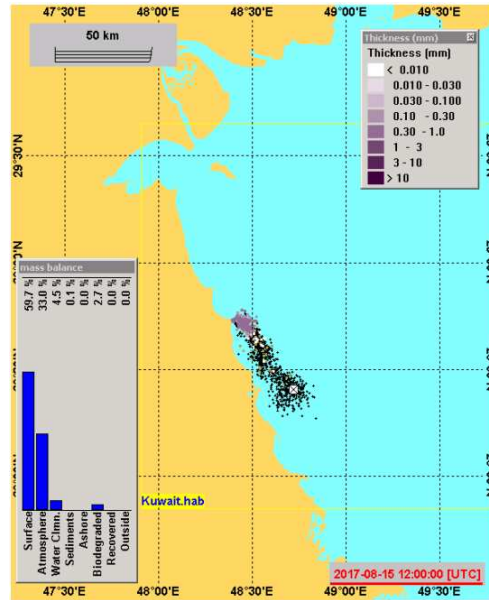 47°30'E 48°00'E 48°30'E 49°00'E
50 km
Thickness (mm)
Thickness (mm)
< 0.010
0.010 - 0.030
0.030 - 0.100
0.10 - 0.30
0.30 - 1.0
1 - 3
3 - 10
> 10
29°30'N
mass balance
59.7 %
33.0 %
4.5 %
0.1 %
0.0 %
2.7 %
0.0 %
0.0 %
Surface
Atmosphere
Water Clmn.
Sediments
Ashore
Biodegraded
Recovered
Outside
Kuwait.hab
2017-08-15 12:00:00 [UTC]
47°30'E 48°00'E 48°30'E 49°00'E